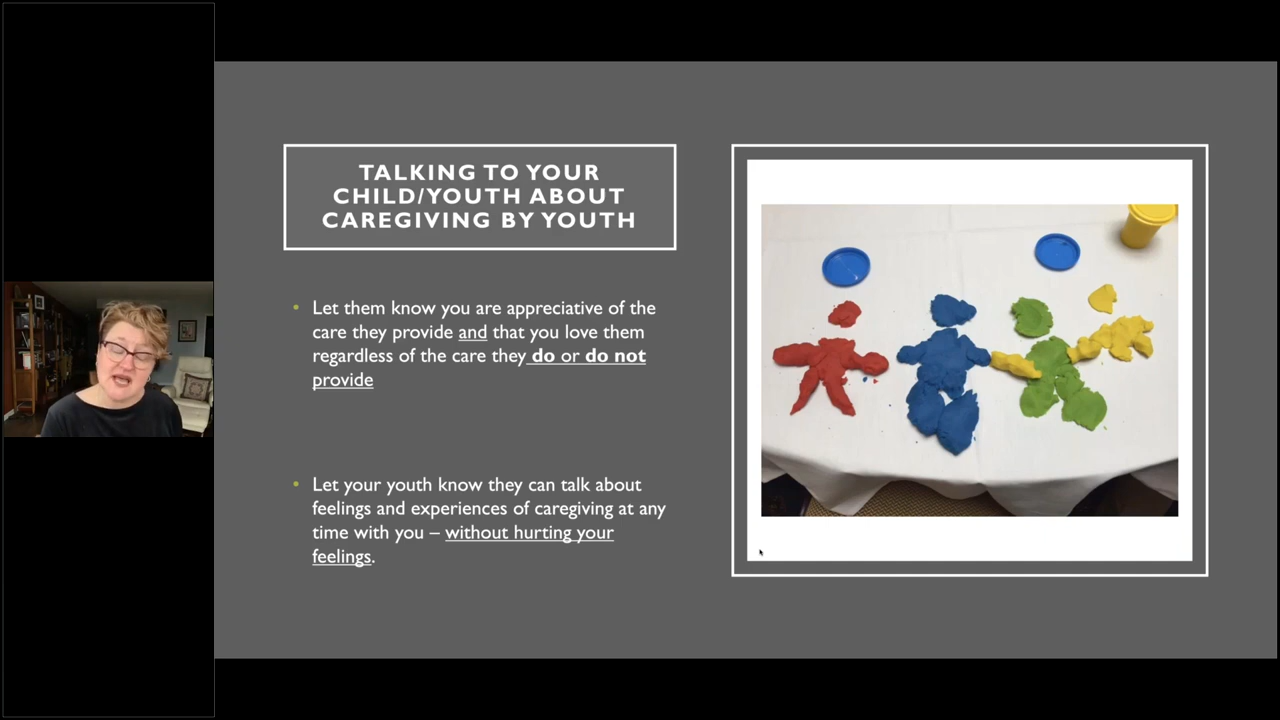 TALKING TO YOUR
CHILD/YOUTH ABOUT
CAREGIVING BY YOUTH
• Let them know you are appreciative of the
care they provide and that you love them
regardless of the care they do or do not
provide
• Let your youth know they can talk about
feelings and experiences of caregiving at any
time with you – without hurting your
feelings.